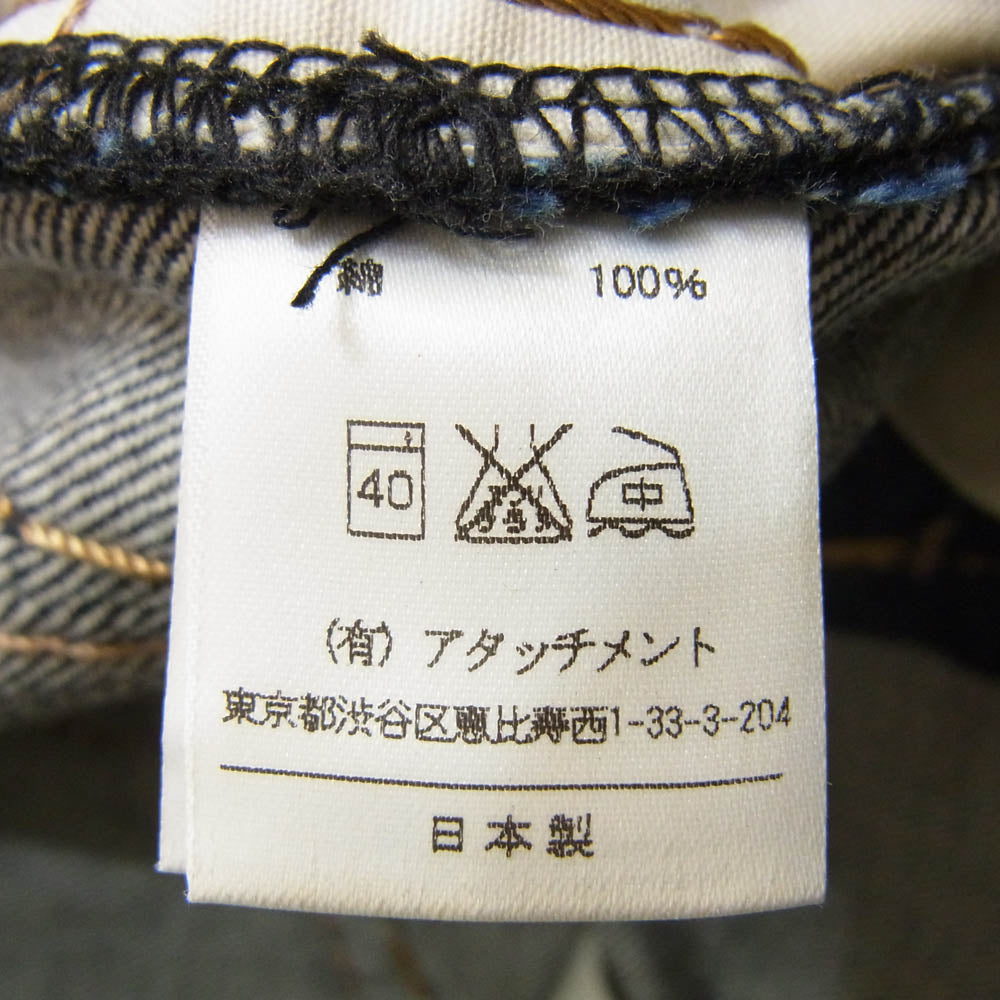 綿 100%
40 中
(有) アタッチメント
東京都渋谷区恵比寿西1-33-3-204
日本製